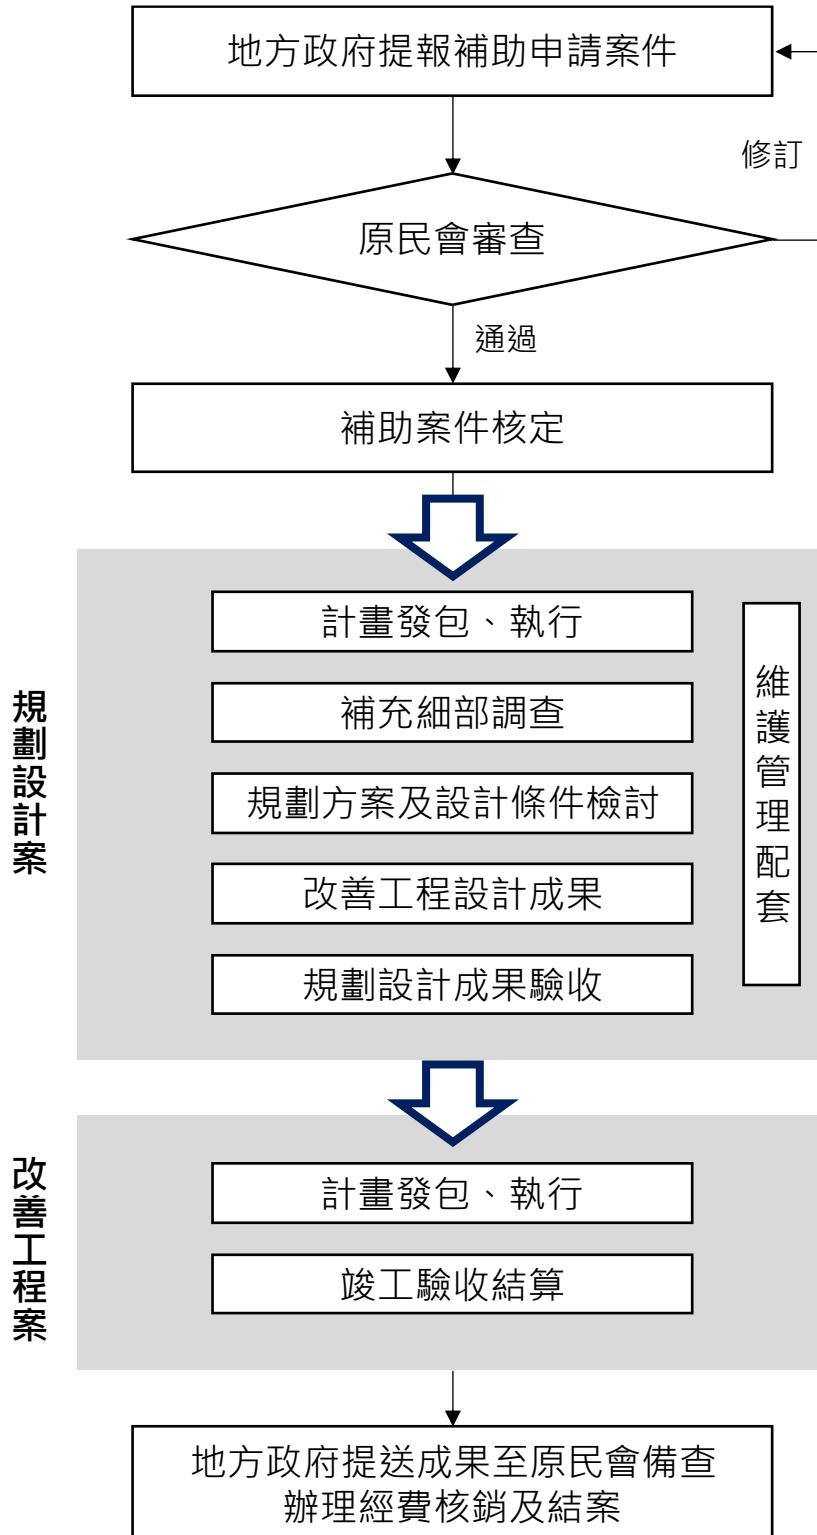 地方政府提報補助申請案件
修訂
原民會審查
通過
補助案件核定
規劃設計案
計畫發包、執行
補充細部調查
規劃方案及設計條件檢討
改善工程設計成果
規劃設計成果驗收
維護管理配套
改善工程案
計畫發包、執行
竣工驗收結算
地方政府提送成果至原民會備查
辦理經費核銷及結案